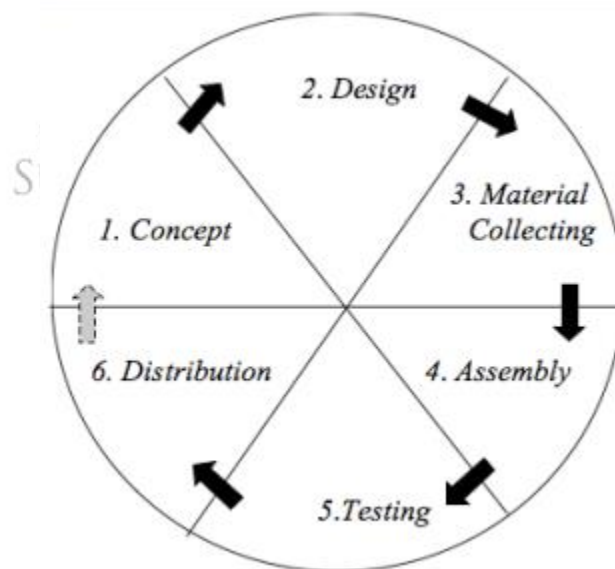 2. Design
3. Material
Collecting
1. Concept
6. Distribution
4. Assembly
5.Testing